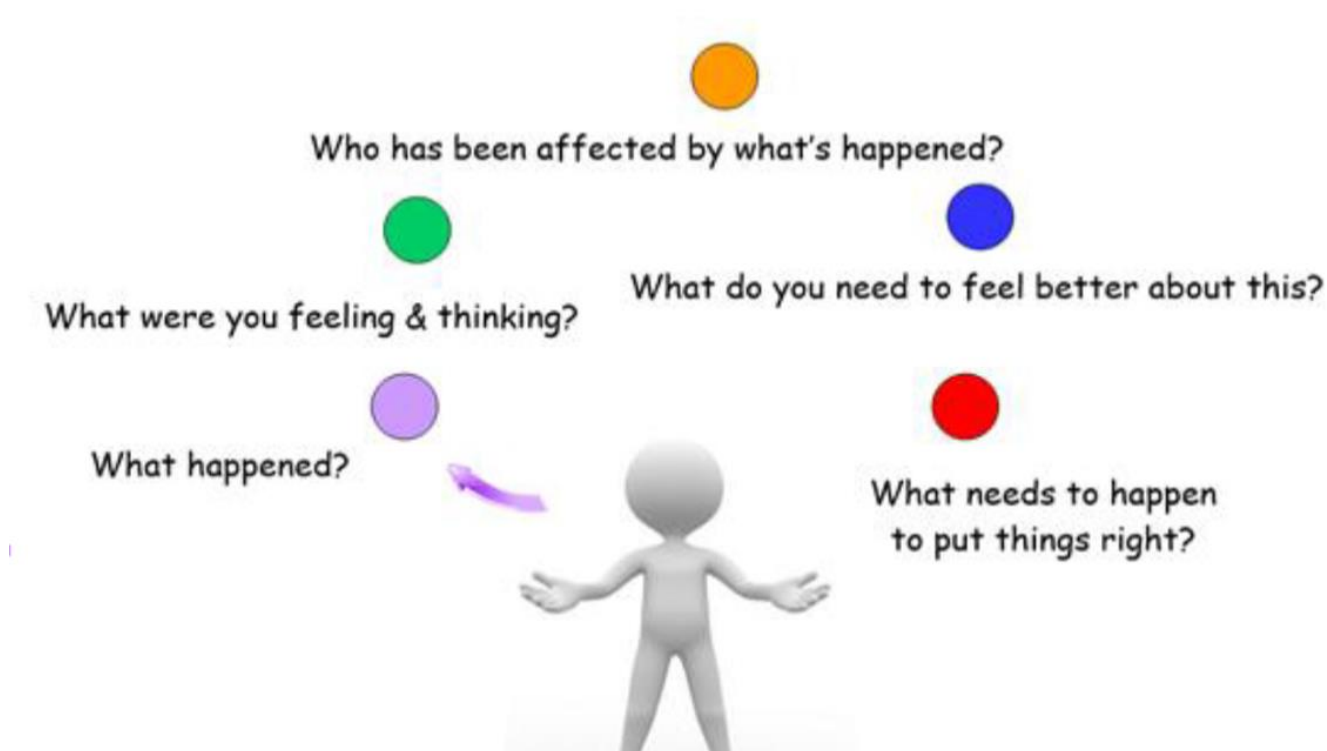 Who has been affected by what's happened?
What were you feeling & thinking?
What do you need to feel better about this?
What happened?
What needs to happen
to put things right?